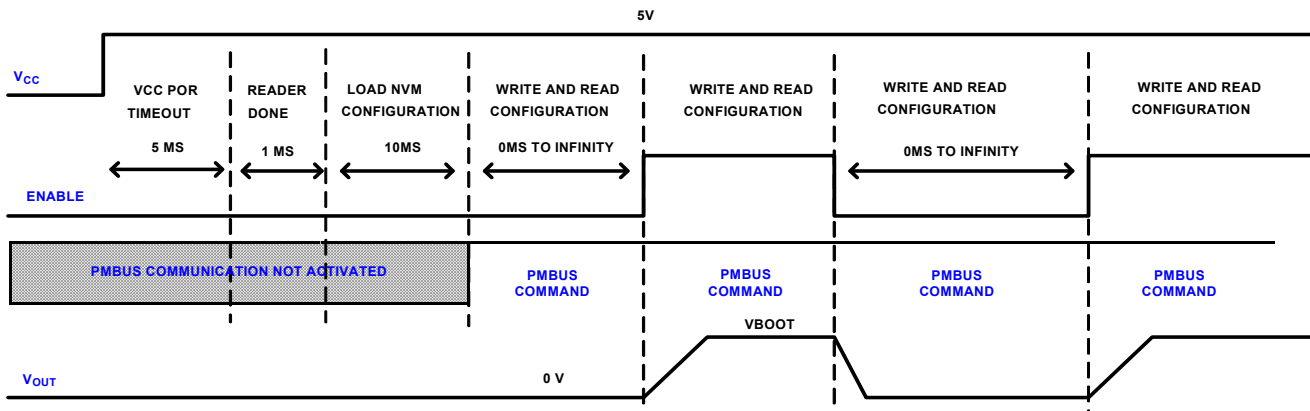 5V
VCC
VCC POR
TIMEOUT
5 MS
READER
DONE
1 MS
LOAD NVM
CONFIGURATION
10MS
WRITE AND READ
CONFIGURATION
0MS TO INFINITY
WRITE AND READ
CONFIGURATION
WRITE AND READ
CONFIGURATION
0MS TO INFINITY
WRITE AND READ
CONFIGURATION
ENABLE
PMBUS COMMUNICATION NOT ACTIVATED
PMBUS
COMMAND
PMBUS
COMMAND
PMBUS
COMMAND
PMBUS
COMMAND
VBOOT
VOUT
0 V